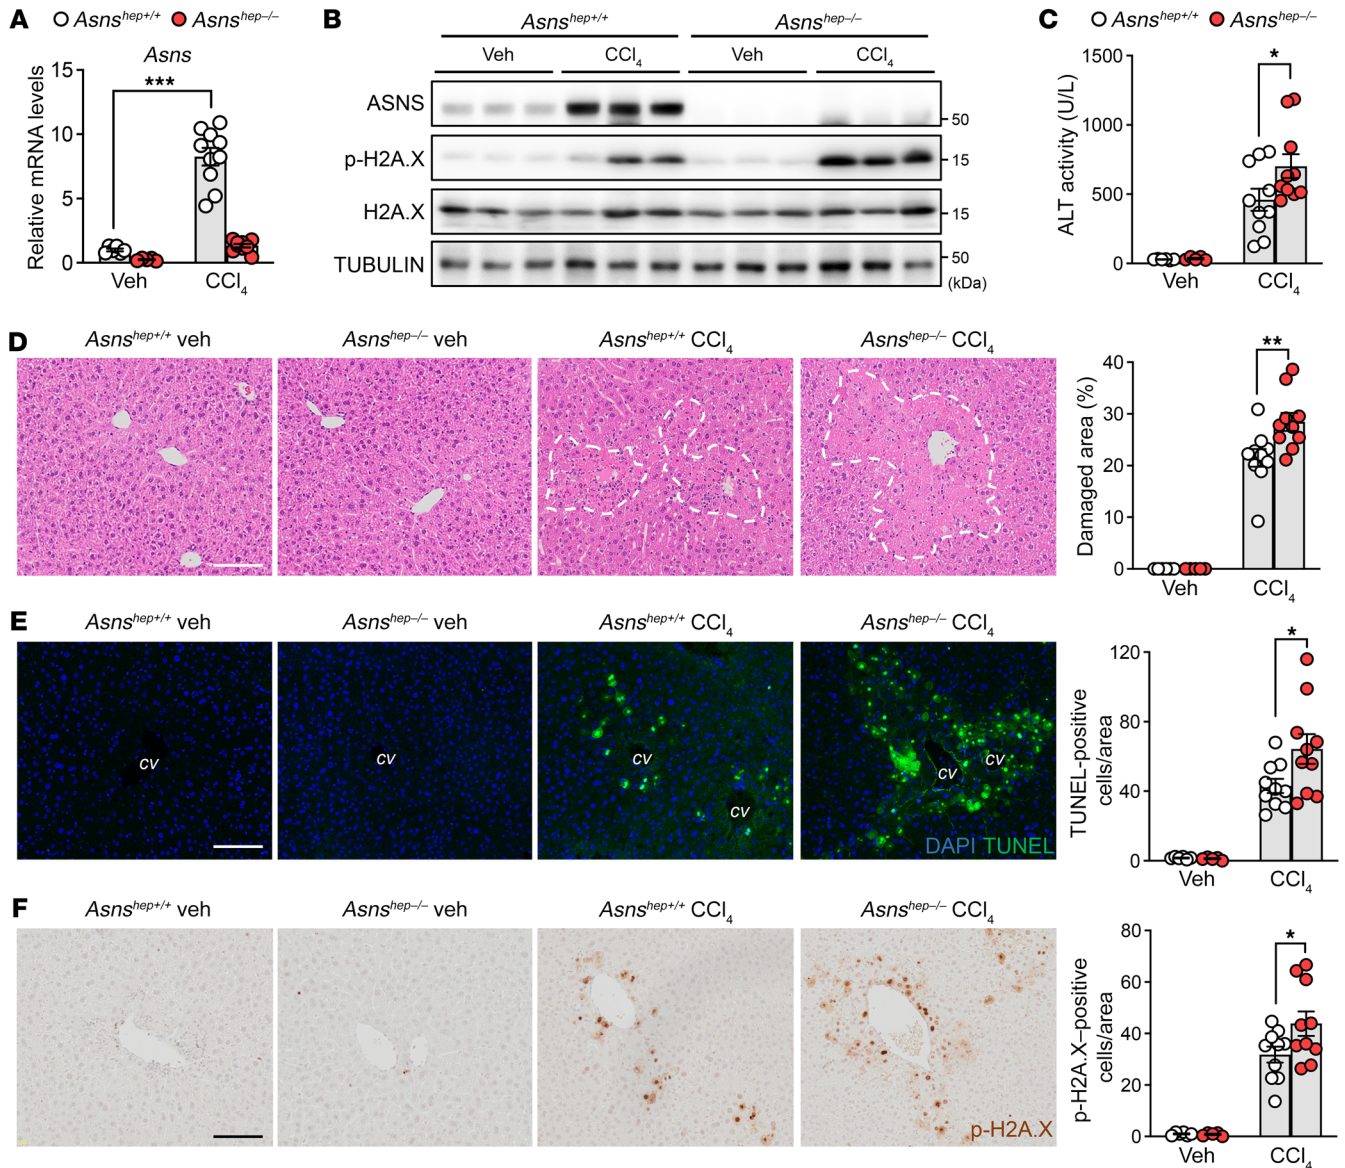 A
Asns^hep+/+ Asns^hep–/–
Asns
Relative mRNA levels
15
10
5
0
***
Veh
CCl₄
B
Asns^hep+/+ Asns^hep–/–
Veh CCl₄ Veh CCl₄
ASNS
50
p-H2A.X
15
H2A.X
15
TUBULIN
50
(kDa)
C
Asns^hep+/+ Asns^hep–/–
ALT activity (U/L)
1500
1000
500
0
*
Veh
CCl₄
D
Asns^hep+/+ veh
Asns^hep–/– veh
Asns^hep+/+ CCl₄
Asns^hep–/– CCl₄
Damaged area (%)
40
30
20
10
0
**
Veh
CCl₄
E
Asns^hep+/+ veh
Asns^hep–/– veh
Asns^hep+/+ CCl₄
Asns^hep–/– CCl₄
cv
cv
cv
cv
cv
cv
DAPI TUNEL
TUNEL-positive
cells/area
120
80
40
0
*
Veh
CCl₄
F
Asns^hep+/+ veh
Asns^hep–/– veh
Asns^hep+/+ CCl₄
Asns^hep–/– CCl₄
p-H2A.X
p-H2A.X–positive
cells/area
80
60
40
20
0
*
Veh
CCl₄